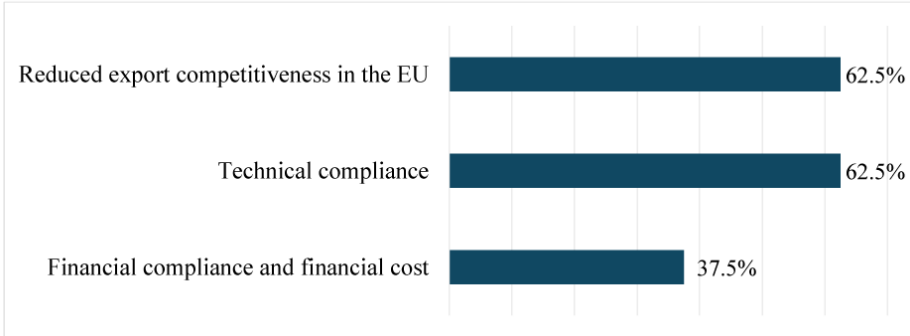 Reduced export competitiveness in the EU 62.5%
Technical compliance 62.5%
Financial compliance and financial cost 37.5%